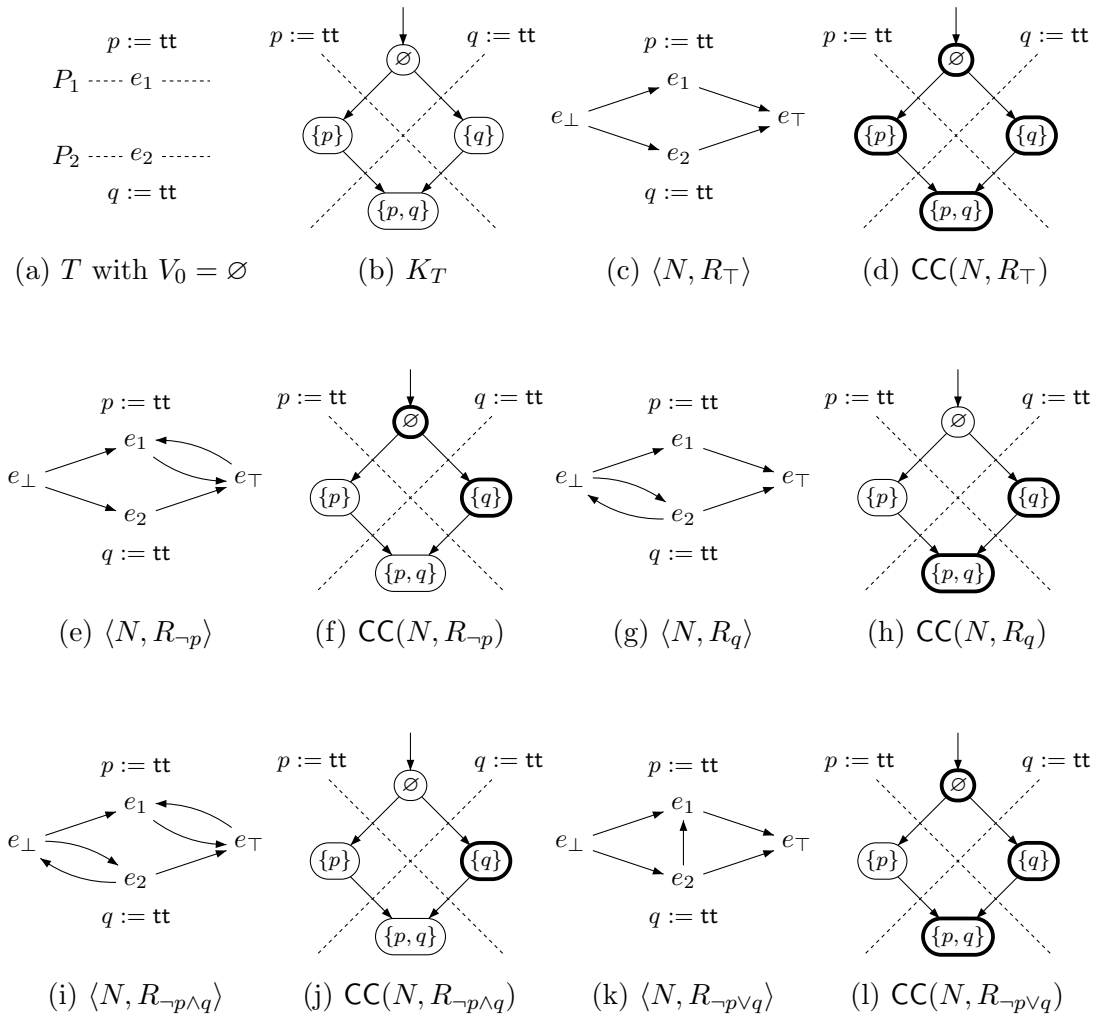 p := tt
P₁ e₁
P₂ e₂
q := tt
(a) T with V₀ = ∅
p := tt q := tt
∅
{p} {q}
{p, q}
(b) K_T
p := tt
e₁
e⊥ e⊤
e₂
q := tt
(c) ⟨N, R⊤⟩
p := tt q := tt
∅
{p} {q}
{p, q}
(d) CC(N, R⊤)
p := tt
e₁
e⊥ e⊤
e₂
q := tt
(e) ⟨N, R¬p⟩
p := tt q := tt
∅
{p} {q}
{p, q}
(f) CC(N, R¬p)
p := tt
e₁
e⊥ e⊤
e₂
q := tt
(g) ⟨N, R_q⟩
p := tt q := tt
∅
{p} {q}
{p, q}
(h) CC(N, R_q)
p := tt
e₁
e⊥ e⊤
e₂
q := tt
(i) ⟨N, R¬p∧q⟩
p := tt q := tt
∅
{p} {q}
{p, q}
(j) CC(N, R¬p∧q)
p := tt
e₁
e⊥ e⊤
e₂
q := tt
(k) ⟨N, R¬p∨q⟩
p := tt q := tt
∅
{p} {q}
{p, q}
(l) CC(N, R¬p∨q)